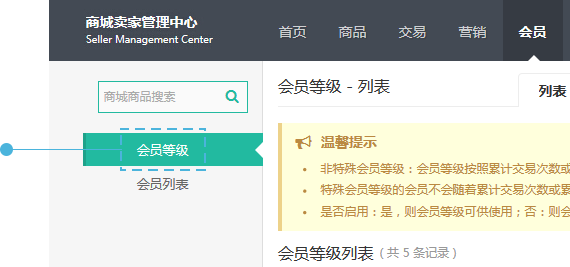 商城卖家管理中心
Seller Management Center
首页 商品 交易 营销 会员
商城商品搜索
会员等级
会员列表
会员等级 - 列表
列表
温馨提示
非特殊会员等级：会员等级按照累计交易次数或
特殊会员等级的会员不会随着累计交易次数或累
是否启用：是，则会员等级可供使用；否：则会
会员等级列表 ( 共 5 条记录 )